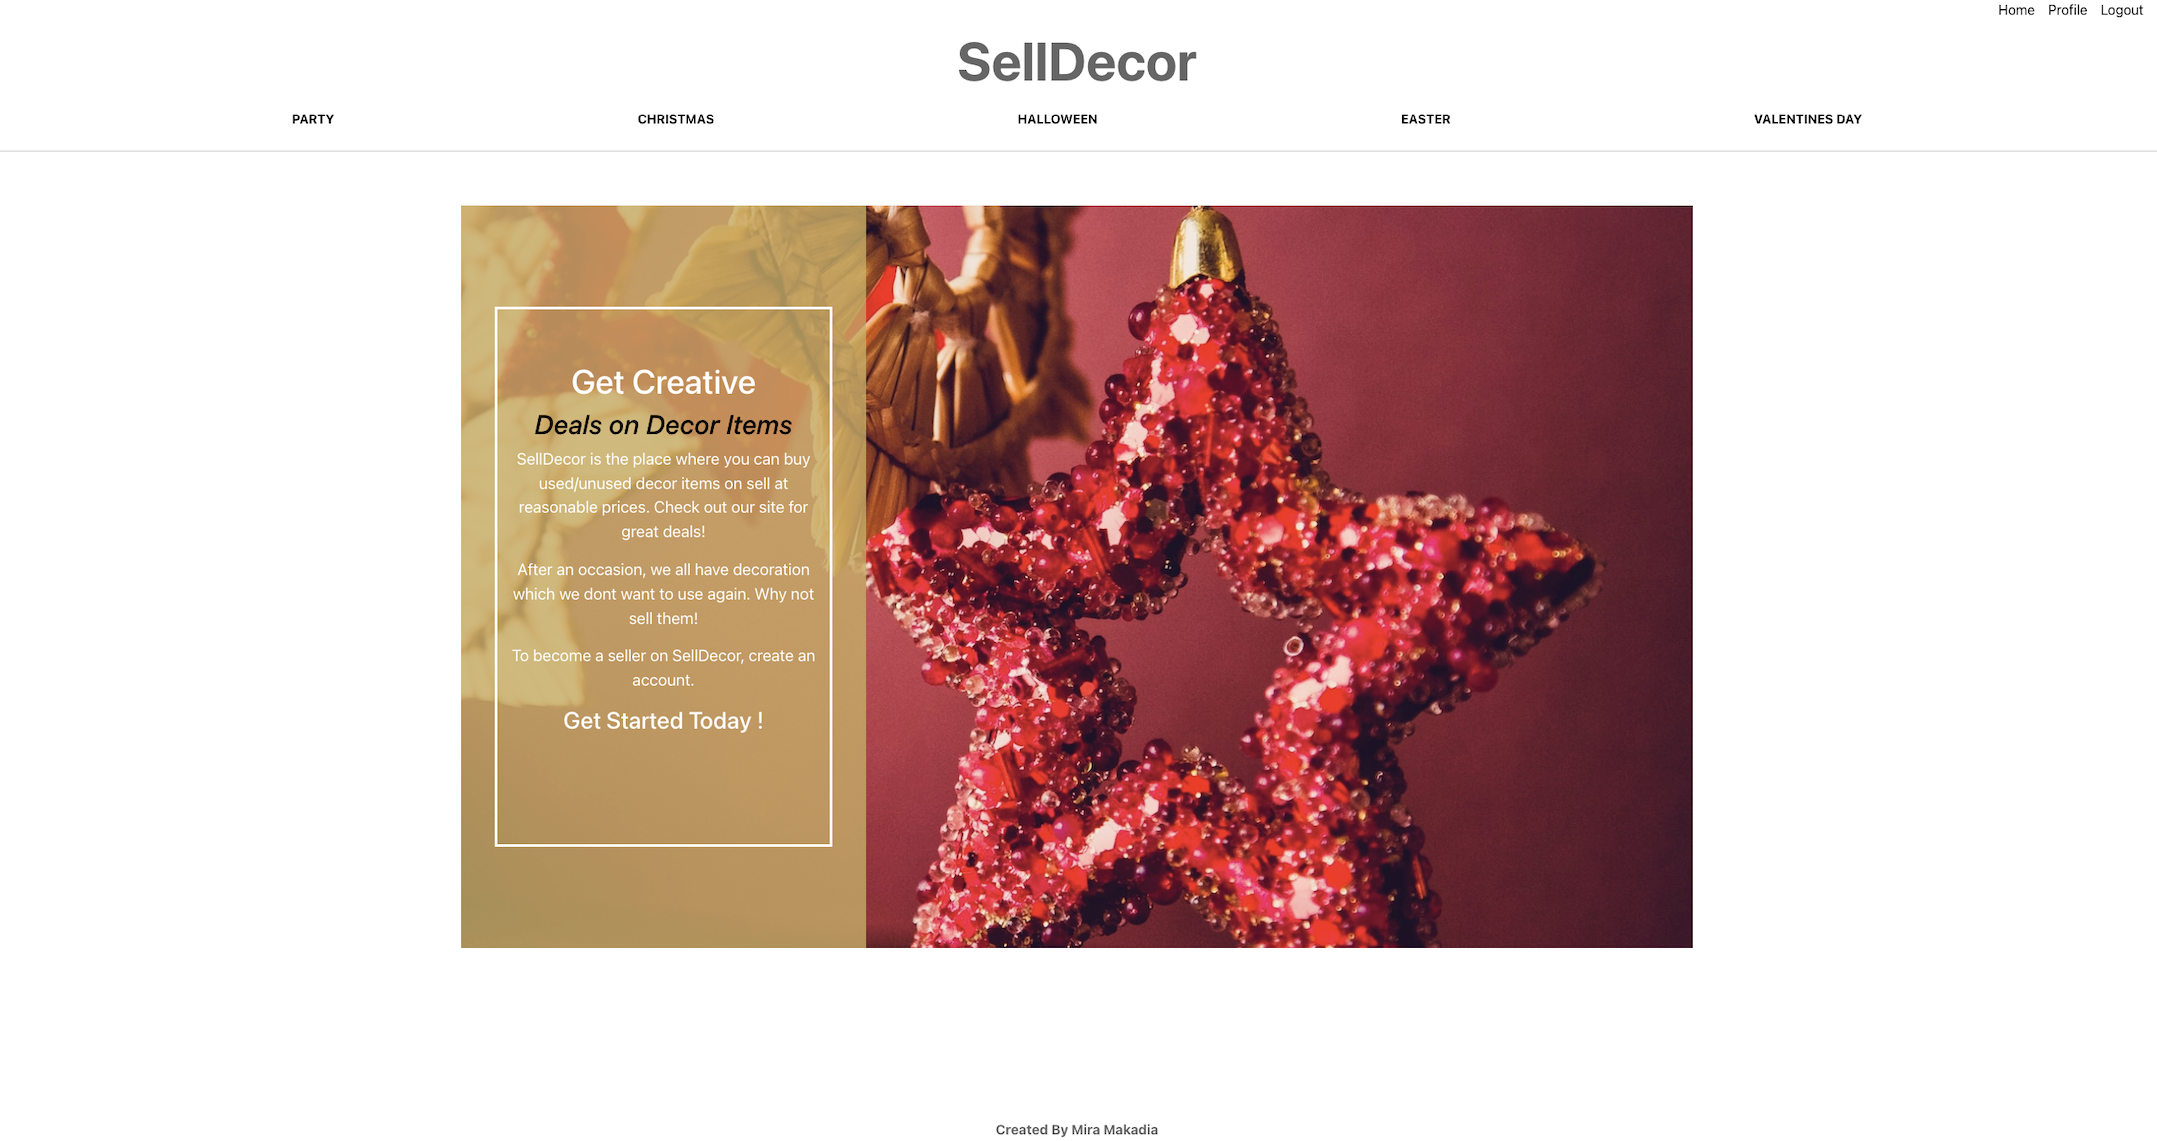 Home Profile Logout
SellDecor
PARTY CHRISTMAS HALLOWEEN EASTER VALENTINES DAY
Get Creative
Deals on Decor Items
SellDecor is the place where you can buy
used/unused decor items on sell at
reasonable prices. Check out our site for
great deals!
After an occasion, we all have decoration
which we dont want to use again. Why not
sell them!
To become a seller on SellDecor, create an
account.
Get Started Today !
Created By Mira Makadia